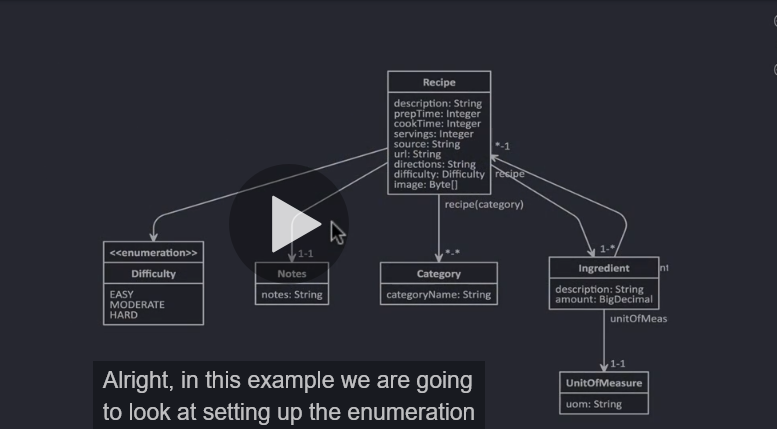 Recipe
description: String
prepTime: Integer
cookTime: Integer
servings: Integer
source: String
url: String
directions: String
difficulty: Difficulty
image: Byte[]
*-1
recipe
recipe(category)
<<enumeration>>
Difficulty
EASY
MODERATE
HARD
1-1
Notes
notes: String
*-*
Category
categoryName: String
1-*
Ingredient
description: String
amount: BigDecimal
nt
unitOfMeas
1-1
UnitOfMeasure
uom: String
Alright, in this example we are going
to look at setting up the enumeration